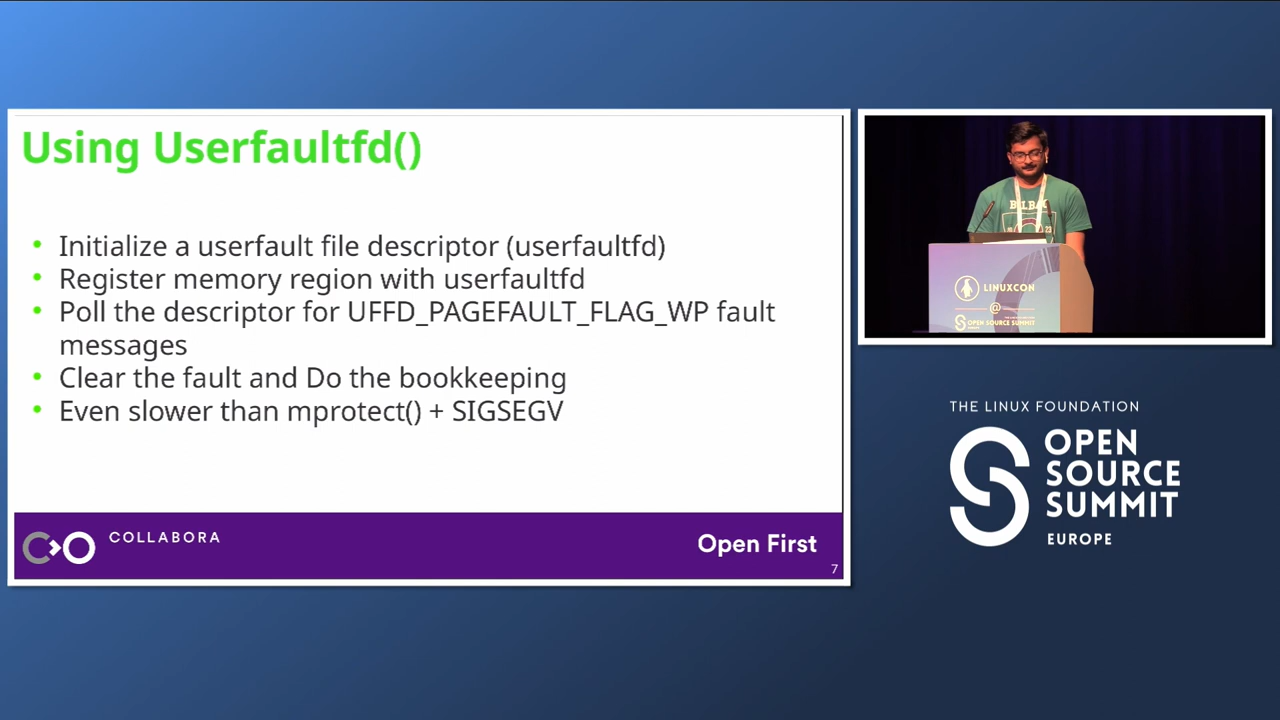 Using Userfaultfd()
Initialize a userfault file descriptor (userfaultfd)
Register memory region with userfaultfd
Poll the descriptor for UFFD_PAGEFAULT_FLAG_WP fault
messages
Clear the fault and Do the bookkeeping
Even slower than mprotect() + SIGSEGV
COLLABORA
Open First
7
LINUXCON
@
OPEN SOURCE SUMMIT
THE LINUX FOUNDATION
OPEN
SOURCE
SUMMIT
EUROPE